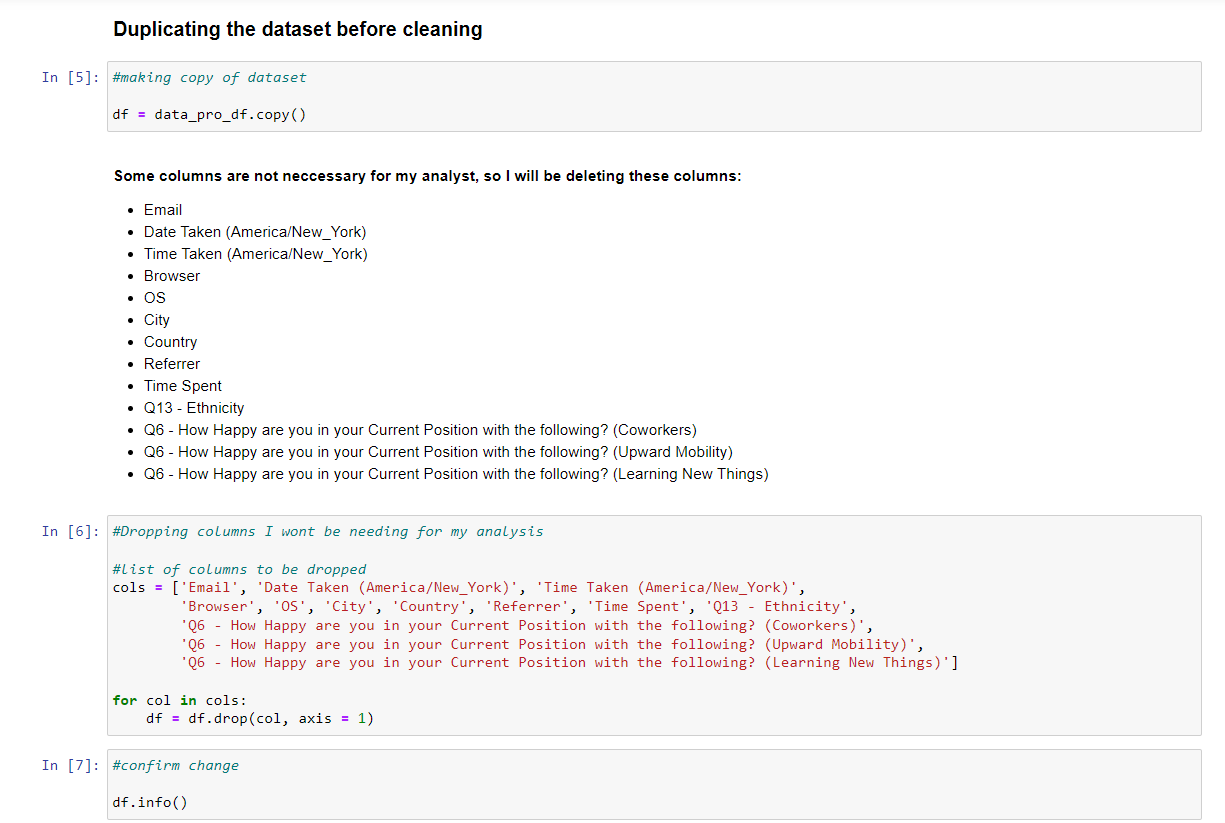 Duplicating the dataset before cleaning
In [5]: #making copy of dataset
df = data_pro_df.copy()
Some columns are not neccessary for my analyst, so I will be deleting these columns:
• Email
• Date Taken (America/New_York)
• Time Taken (America/New_York)
• Browser
• OS
• City
• Country
• Referrer
• Time Spent
• Q13 - Ethnicity
• Q6 - How Happy are you in your Current Position with the following? (Coworkers)
• Q6 - How Happy are you in your Current Position with the following? (Upward Mobility)
• Q6 - How Happy are you in your Current Position with the following? (Learning New Things)
In [6]: #Dropping columns I wont be needing for my analysis
#list of columns to be dropped
cols = ['Email', 'Date Taken (America/New_York)', 'Time Taken (America/New_York)',
'Browser', 'OS', 'City', 'Country', 'Referrer', 'Time Spent', 'Q13 - Ethnicity',
'Q6 - How Happy are you in your Current Position with the following? (Coworkers)',
'Q6 - How Happy are you in your Current Position with the following? (Upward Mobility)',
'Q6 - How Happy are you in your Current Position with the following? (Learning New Things)']
for col in cols:
df = df.drop(col, axis = 1)
In [7]: #confirm change
df.info()